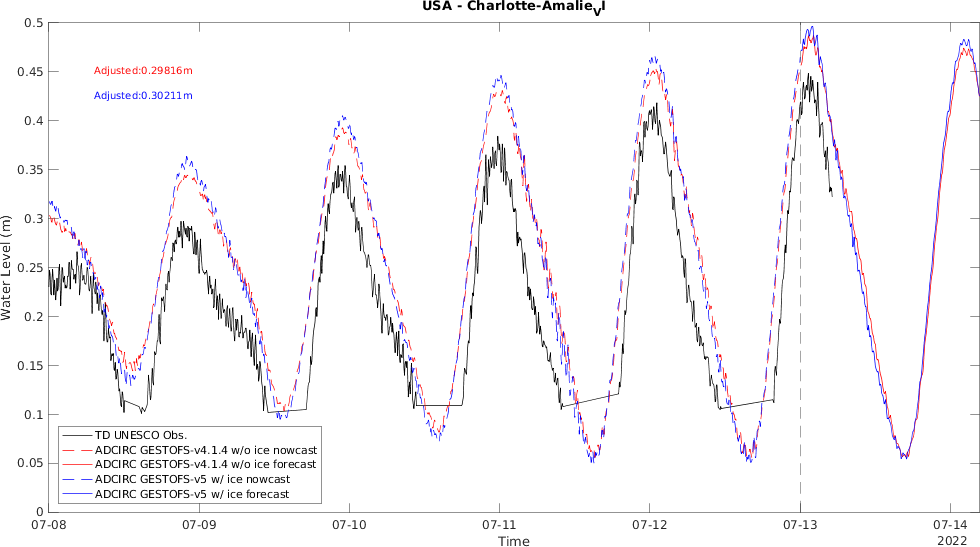 USA - Charlotte-Amalie_VI
0.5
0.45
0.4
0.35
0.3
0.25
0.2
0.15
0.1
0.05
0
Water Level (m)
Adjusted:0.29816m
Adjusted:0.30211m
TD UNESCO Obs.
ADCIRC GESTOFS-v4.1.4 w/o ice nowcast
ADCIRC GESTOFS-v4.1.4 w/o ice forecast
ADCIRC GESTOFS-v5 w/ ice nowcast
ADCIRC GESTOFS-v5 w/ ice forecast
07-08 07-09 07-10 07-11 07-12 07-13 07-14
Time
2022